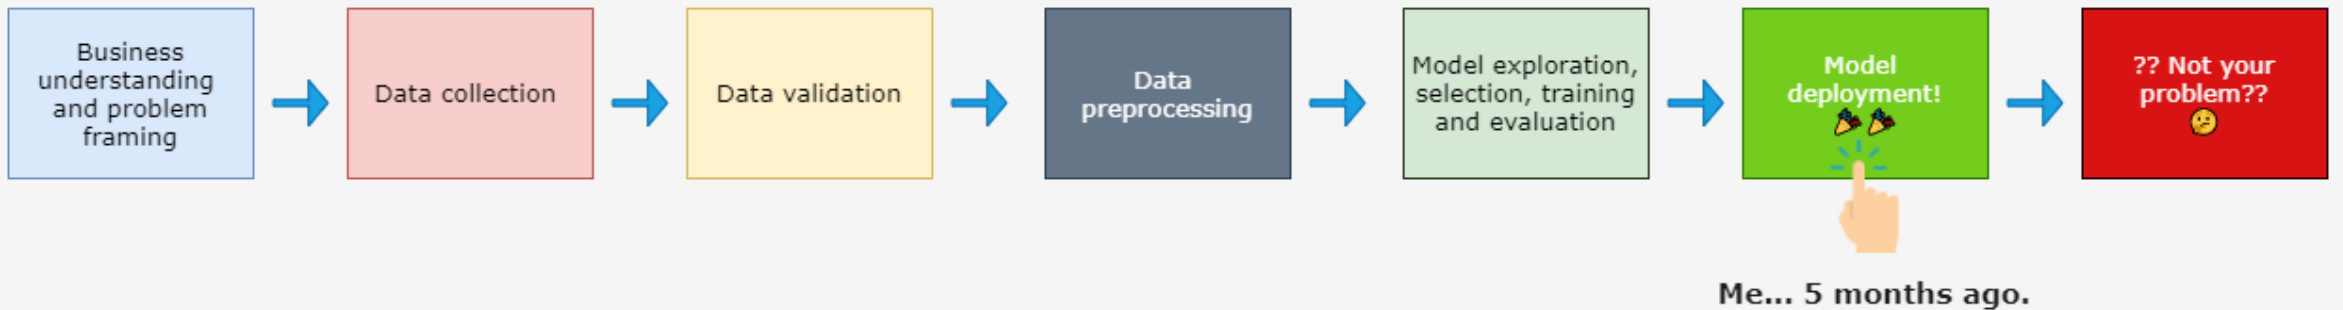 Business
understanding
and problem
framing
Data collection
Data validation
Data
preprocessing
Model exploration,
selection, training
and evaluation
Model
deployment!
🎉🎉
?? Not your
problem??
🤔
Me... 5 months ago.